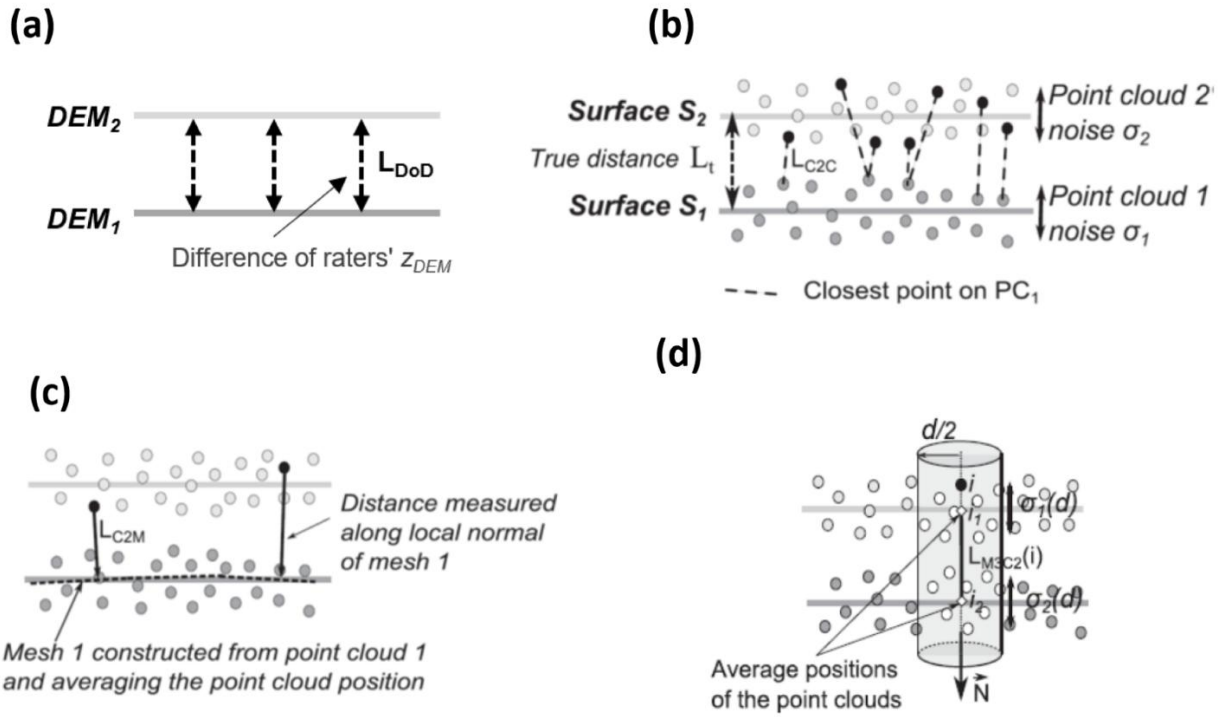 (a)
DEM2
LDoD
DEM1
Difference of raters' zDEM
(b)
Surface S2
Point cloud 2'
noise σ2
True distance Lt
LC2C
Surface S1
Point cloud 1
noise σ1
Closest point on PC1
(c)
LC2M
Distance measured
along local normal
of mesh 1
Mesh 1 constructed from point cloud 1
and averaging the point cloud position
(d)
d/2
i
σ1(d)
i1
LM3C2(i)
i2
σ2(d)
Average positions
of the point clouds
N